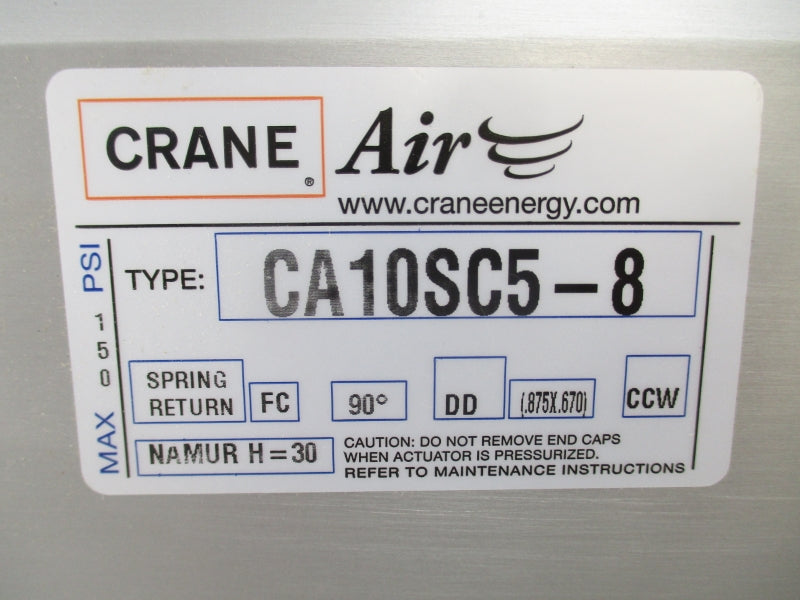 CRANE® Air
www.craneenergy.com
MAX 150 PSI
TYPE: CA10SC5-8
SPRING RETURN
FC
90°
DD
(.875X.670)
CCW
NAMUR H=30
CAUTION: DO NOT REMOVE END CAPS
WHEN ACTUATOR IS PRESSURIZED.
REFER TO MAINTENANCE INSTRUCTIONS